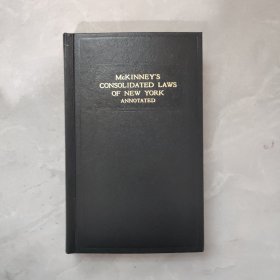 McKINNEY'S
CONSOLIDATED LAWS
OF NEW YORK
ANNOTATED